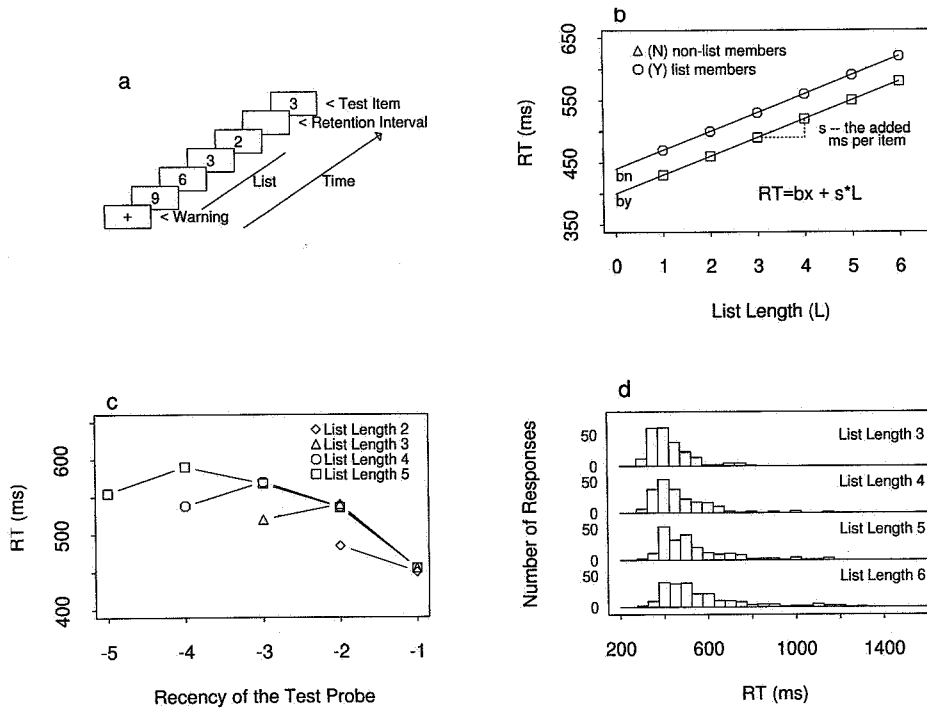 a
3
< Test Item
< Retention Interval
2
3
6
9
+
< Warning
List
Time
b
RT (ms)
650
550
450
350
△ (N) non-list members
○ (Y) list members
s -- the added
ms per item
bn
by
RT=bx + s*L
0 1 2 3 4 5 6
List Length (L)
c
RT (ms)
600
500
400
◇ List Length 2
△ List Length 3
○ List Length 4
□ List Length 5
-5 -4 -3 -2 -1
Recency of the Test Probe
d
Number of Responses
50
0
List Length 3
50
0
List Length 4
50
0
List Length 5
50
0
List Length 6
200 600 1000 1400
RT (ms)